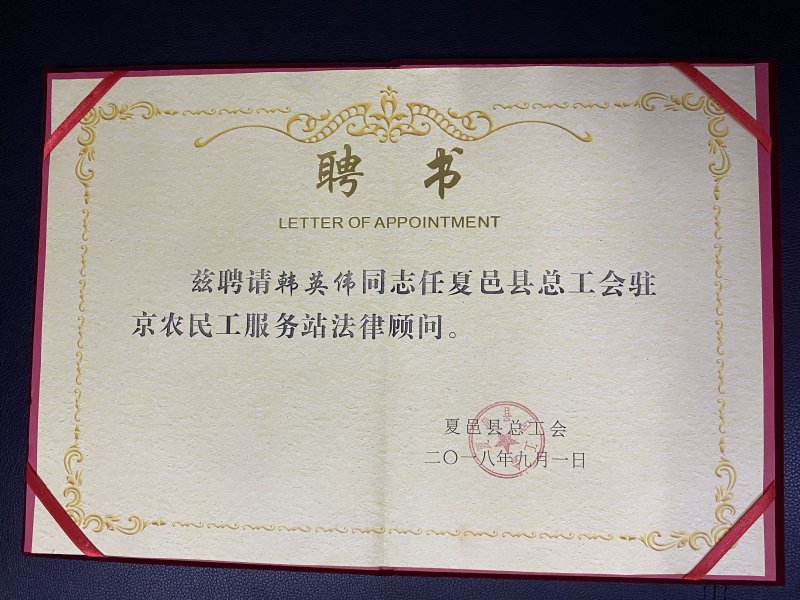 聘 书
LETTER OF APPOINTMENT
兹聘请韩英伟同志任夏邑县总工会驻
京农民工服务站法律顾问。
夏邑县总工会
二〇一八年九月一日